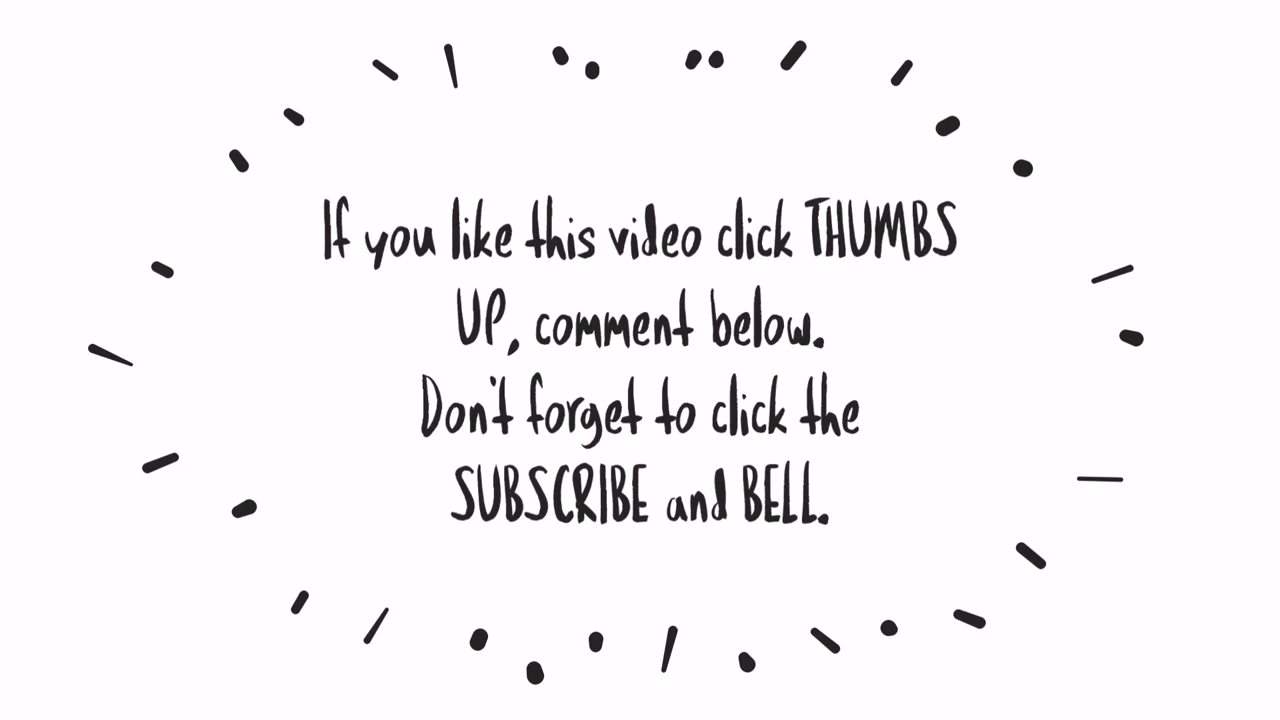 If you like this video click THUMBS
UP, comment below.
Don't forget to click the
SUBSCRIBE and BELL.